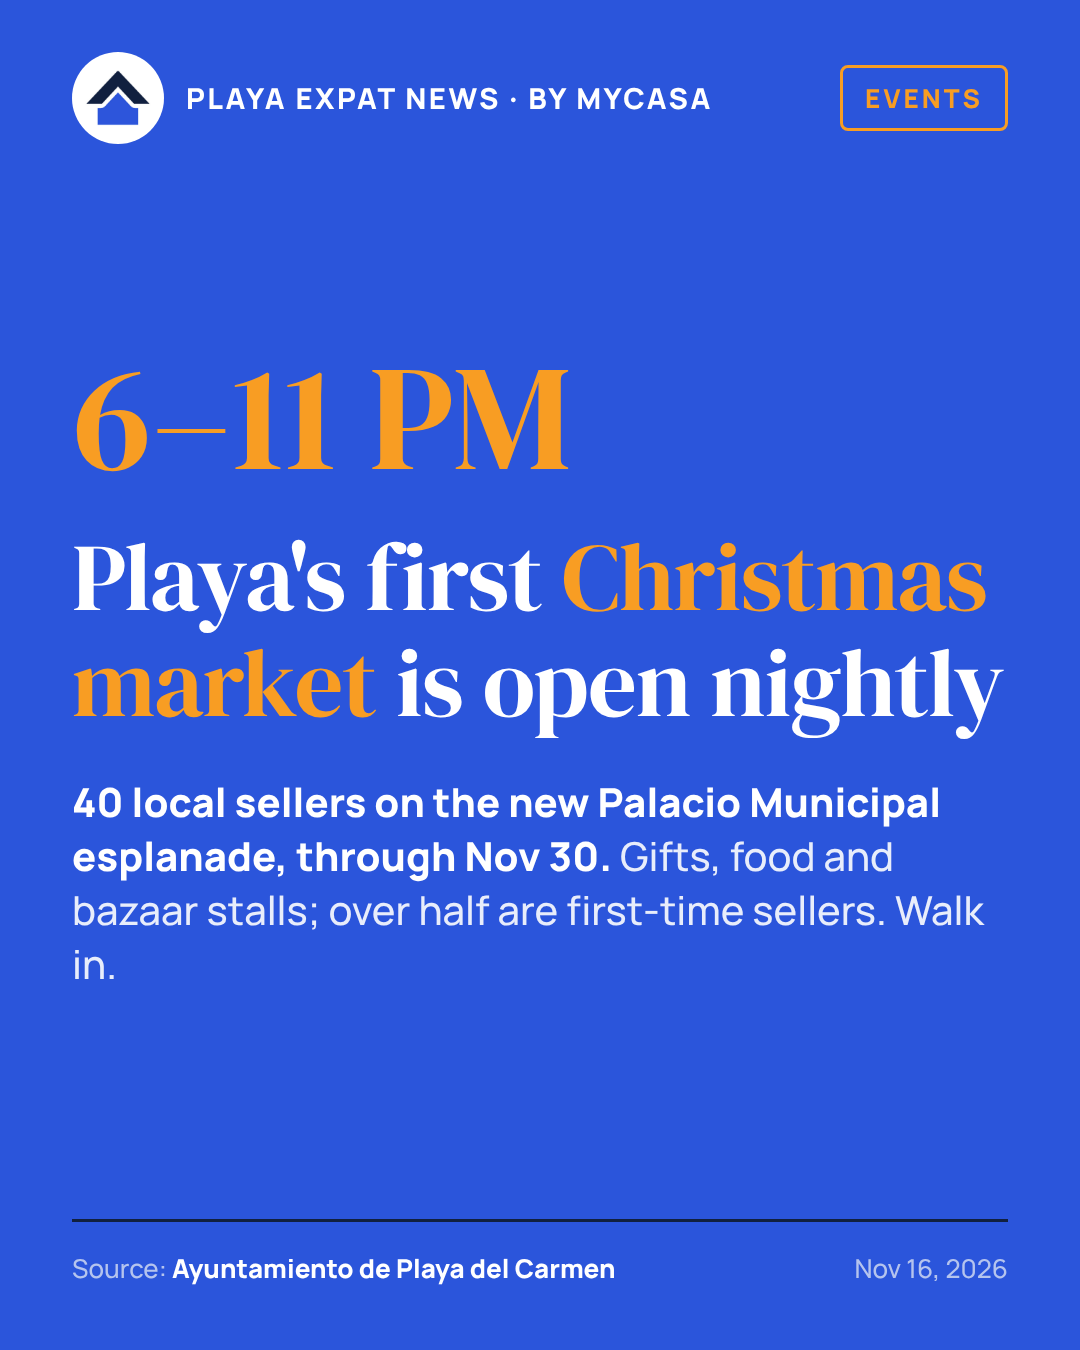 PLAYA EXPAT NEWS · BY MYCASA
EVENTS
6–11 PM
Playa's first Christmas
market is open nightly
40 local sellers on the new Palacio Municipal
esplanade, through Nov 30. Gifts, food and
bazaar stalls; over half are first-time sellers. Walk
in.
Source: Ayuntamiento de Playa del Carmen
Nov 16, 2026